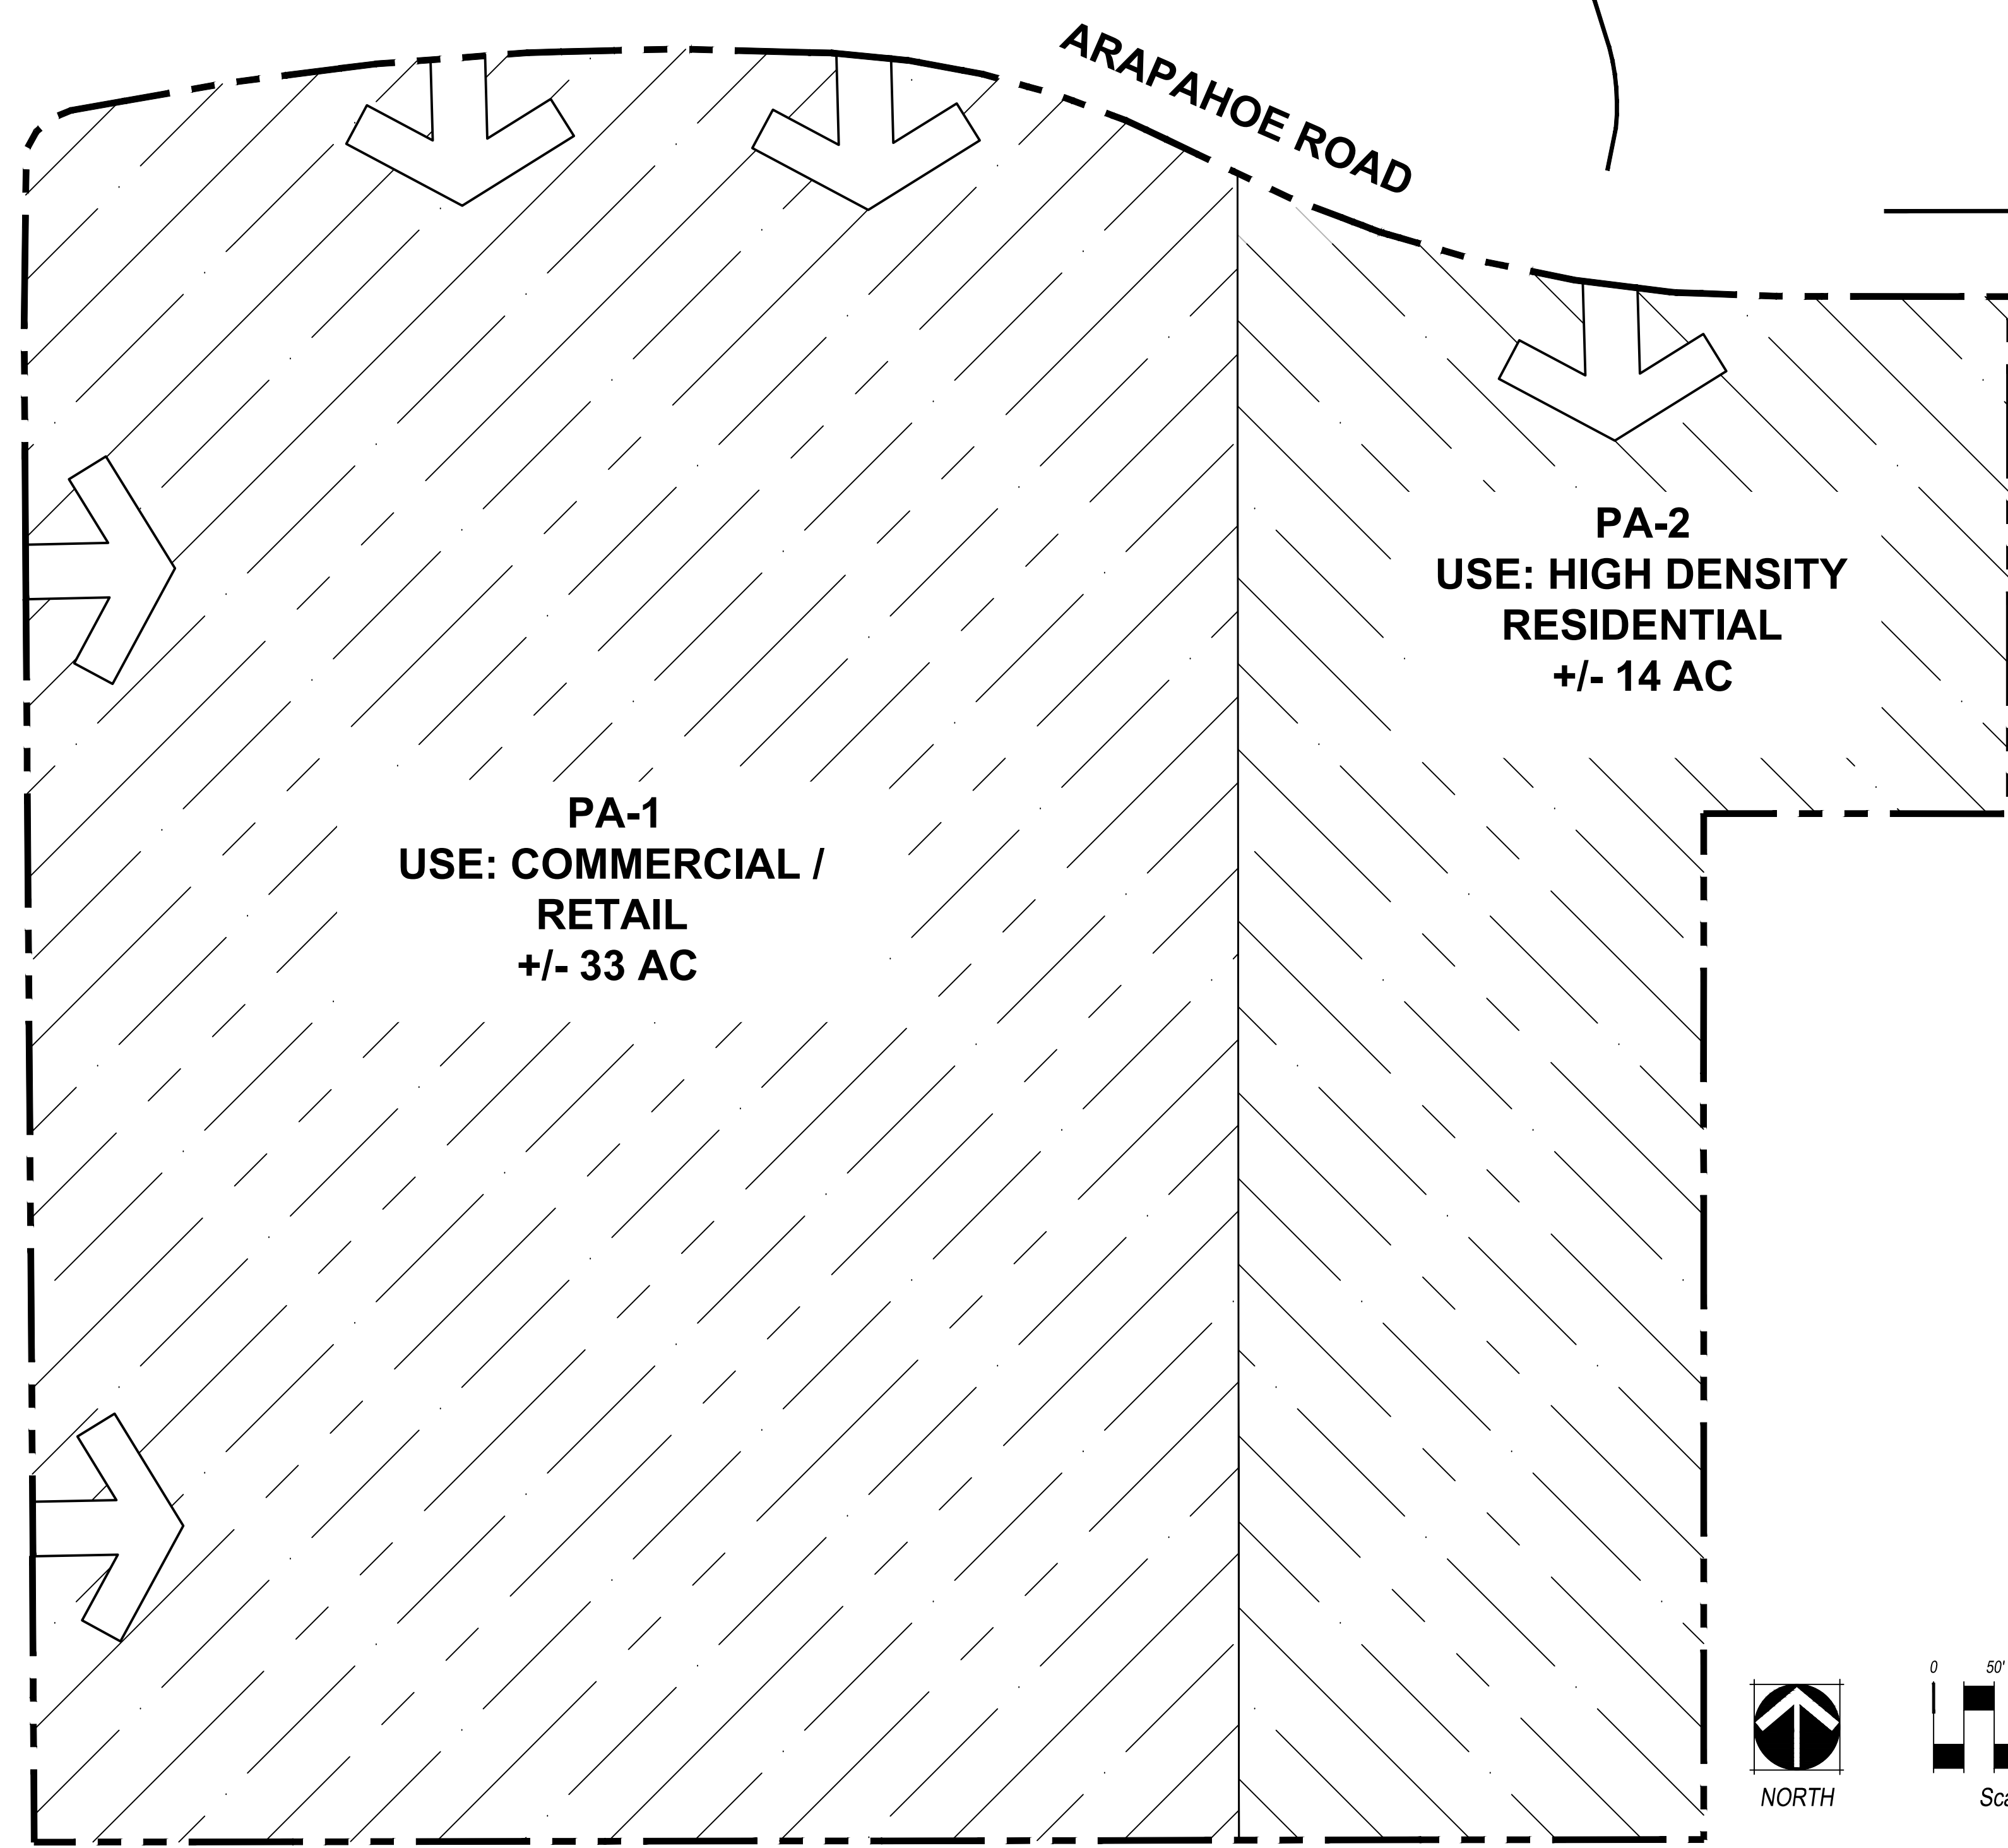 ARAPAHOE ROAD
PA-2
USE: HIGH DENSITY
RESIDENTIAL
+/- 14 AC
PA-1
USE: COMMERCIAL /
RETAIL
+/- 33 AC
0 50'
NORTH